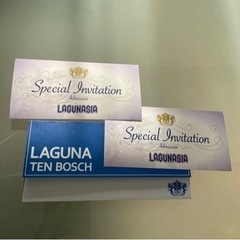 Special Invitation
Admission
LAGUNASIA
Special Invitation
Admission
LAGUNASIA
LAGUNA
TEN BOSCH